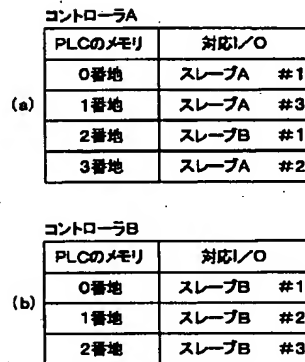 コントローラA
PLCのメモリ 対応I/O
0番地 スレーブA #1
(a) 1番地 スレーブA #3
2番地 スレーブB #1
3番地 スレーブA #2
コントローラB
PLCのメモリ 対応I/O
0番地 スレーブB #1
(b) 1番地 スレーブB #2
2番地 スレーブB #3